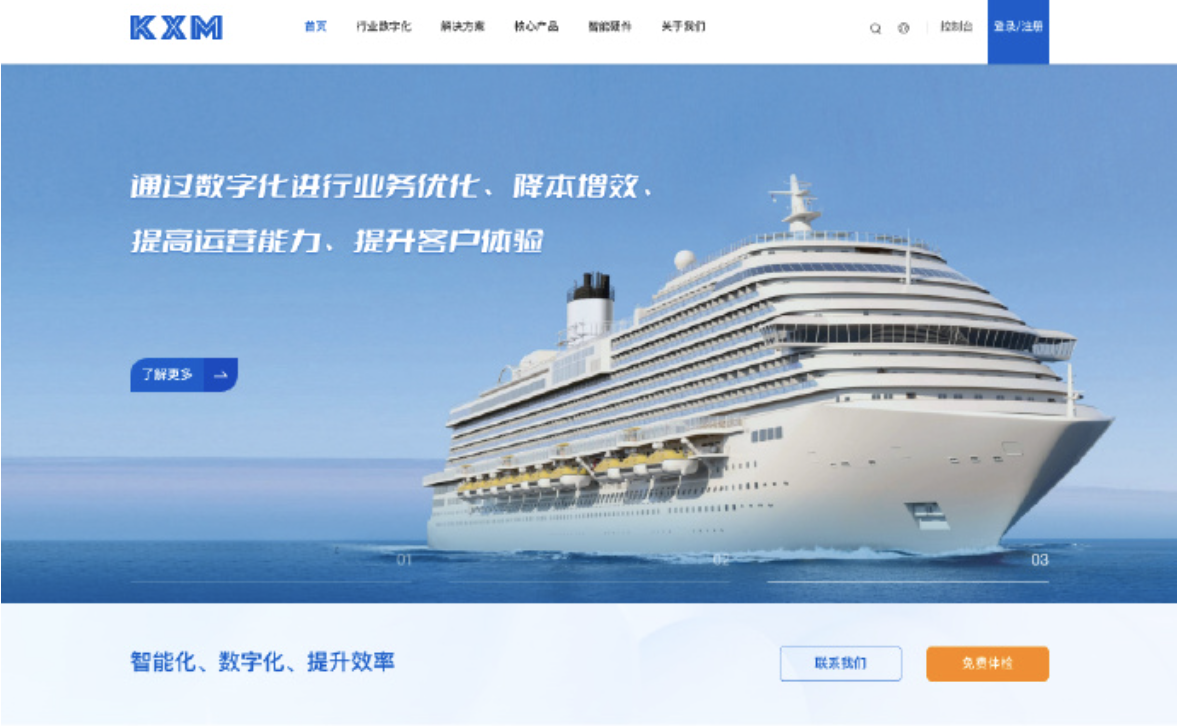 KXM
首页 行业数字化 解决方案 核心产品 智能硬件 关于我们 控制台 登录/注册
通过数字化进行业务优化、降本增效、
提高运营能力、提升客户体验
了解更多 →
01 02 03
智能化、数字化、提升效率 联系我们 免费体检